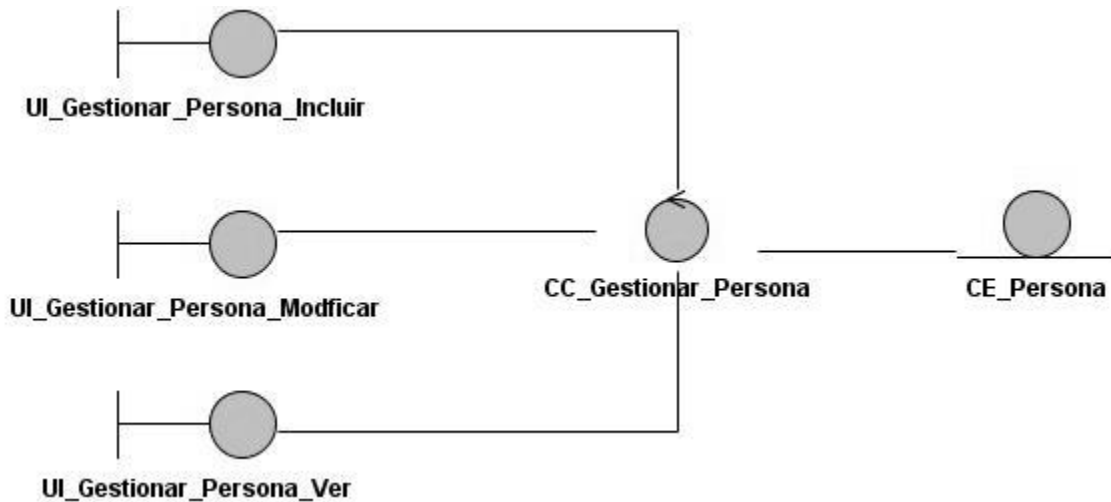 UI_Gestionar_Persona_Incluir
UI_Gestionar_Persona_Modficar
CC_Gestionar_Persona
CE_Persona
UI_Gestionar_Persona_Ver